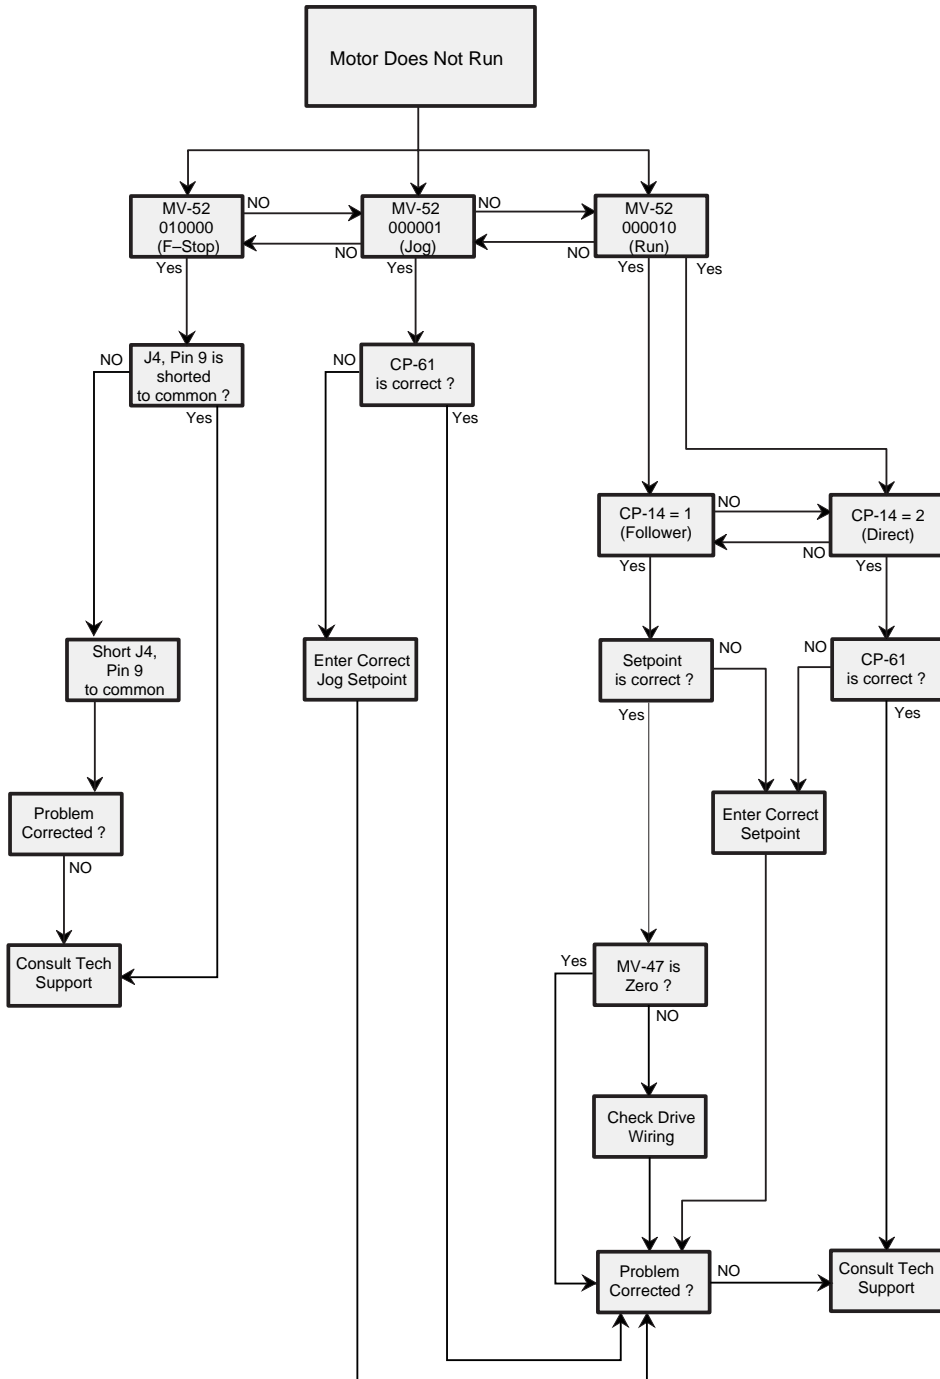 Motor Does Not Run
MV-52
010000
(F–Stop)
NO
MV-52
000001
(Jog)
NO
NO
MV-52
000010
(Run)
NO
Yes
Yes
Yes
Yes
NO
J4, Pin 9 is
shorted
to common ?
Yes
NO
CP-61
is correct ?
Yes
CP-14 = 1
(Follower)
NO
NO
CP-14 = 2
(Direct)
Yes
Yes
Short J4,
Pin 9
to common
Enter Correct
Jog Setpoint
Setpoint
is correct ?
NO
NO
CP-61
is correct ?
Yes
Yes
Problem
Corrected ?
NO
Enter Correct
Setpoint
Consult Tech
Support
Yes
MV-47 is
Zero ?
NO
Check Drive
Wiring
Problem
Corrected ?
NO
Consult Tech
Support